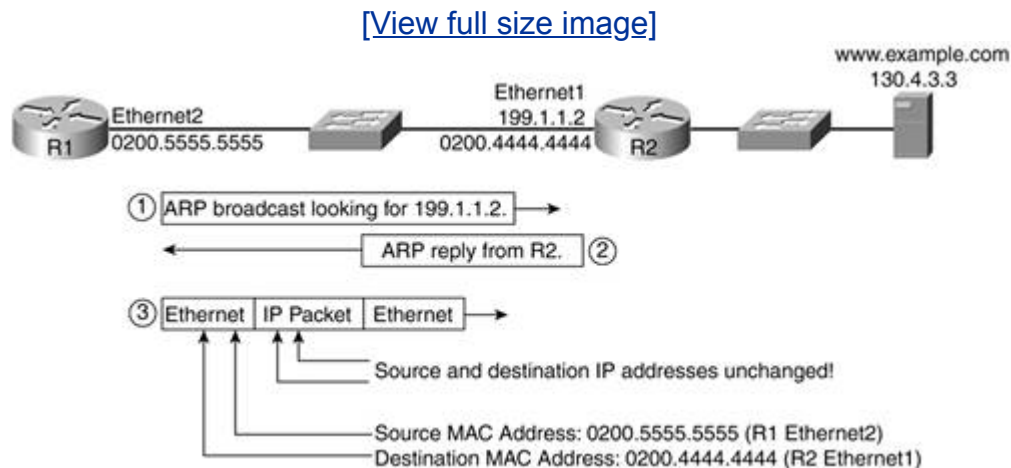 [View full size image]
www.example.com
130.4.3.3
Ethernet2
0200.5555.5555
R1
Ethernet1
199.1.1.2
0200.4444.4444
R2
① ARP broadcast looking for 199.1.1.2.
ARP reply from R2. ②
③ Ethernet IP Packet Ethernet
Source and destination IP addresses unchanged!
Source MAC Address: 0200.5555.5555 (R1 Ethernet2)
Destination MAC Address: 0200.4444.4444 (R2 Ethernet1)